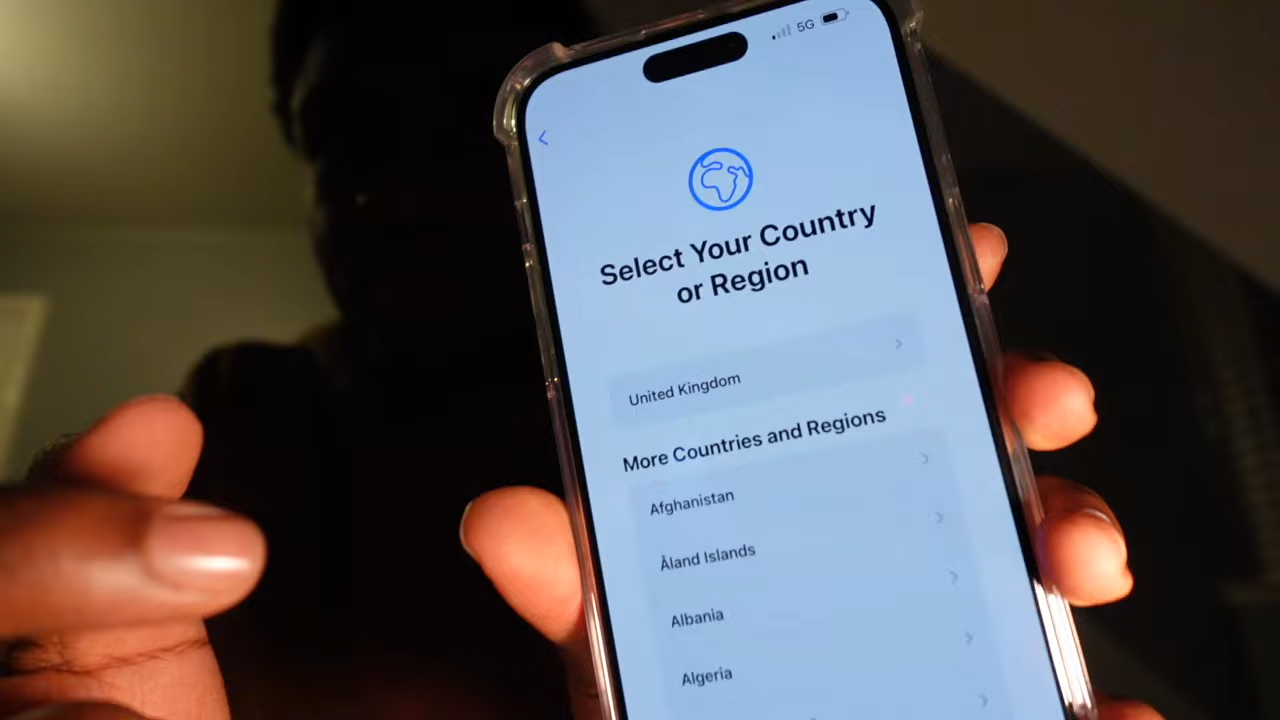 5G
Select Your Country
or Region
United Kingdom
More Countries and Regions
Afghanistan
Åland Islands
Albania
Algeria